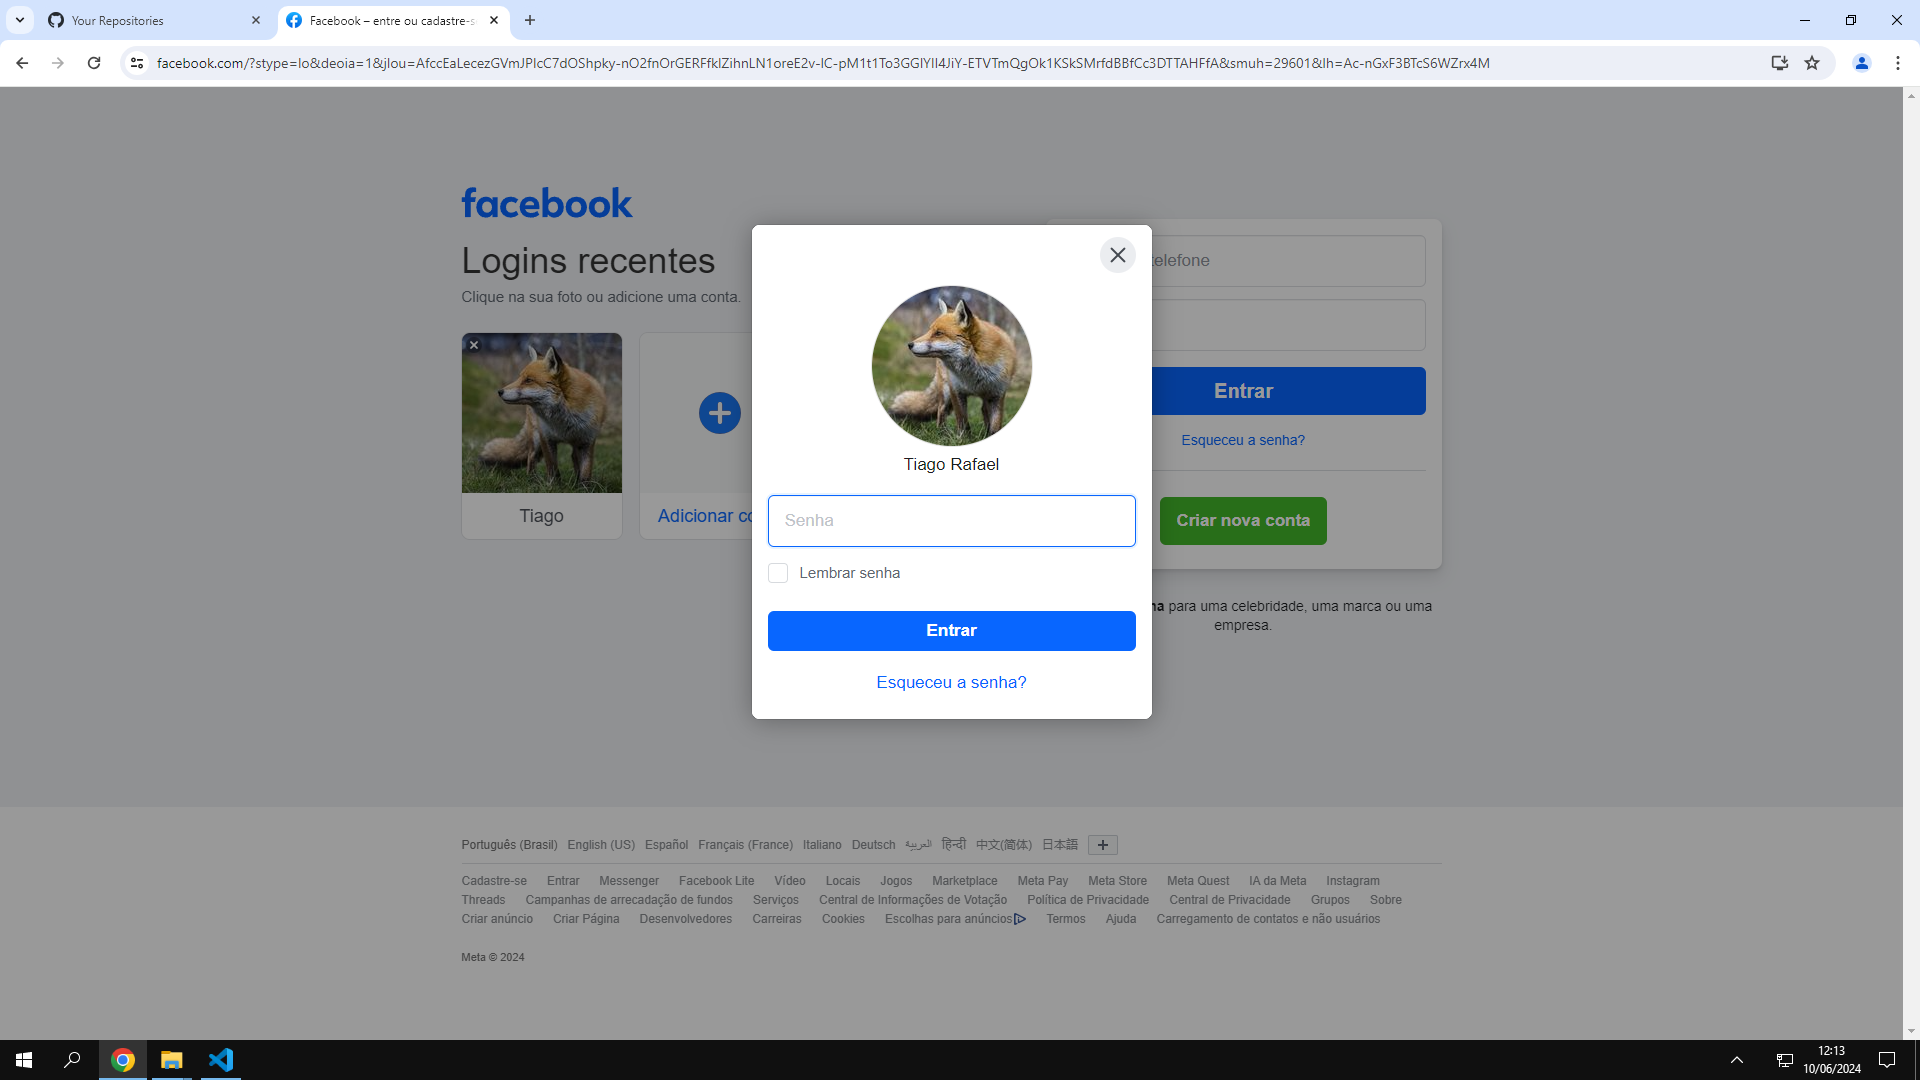 Your Repositories
Facebook – entre ou cadastre-s
facebook.com/?stype=lo&deoia=1&jlou=AfccEaLecezGVmJPIcC7dOShpky-nO2fnOrGERFfkIZihnLN1oreE2v-lC-pM1t1To3GGlYlI4JiY-ETVTmQgOk1KSkSMrfdBBfCc3DTTAHFfA&smuh=29601&lh=Ac-nGxF3BTcS6WZrx4M
facebook
Logins recentes
Clique na sua foto ou adicione uma conta.
Tiago
Adicionar co
Tiago Rafael
Senha
Lembrar senha
Entrar
Esqueceu a senha?
telefone
Entrar
Esqueceu a senha?
Criar nova conta
na para uma celebridade, uma marca ou uma
empresa.
Português (Brasil) English (US) Español Français (France) Italiano Deutsch العربية हिन्दी 中文(简体) 日本語
Cadastre-se Entrar Messenger Facebook Lite Vídeo Locais Jogos Marketplace Meta Pay Meta Store Meta Quest IA da Meta Instagram
Threads Campanhas de arrecadação de fundos Serviços Central de Informações de Votação Política de Privacidade Central de Privacidade Grupos Sobre
Criar anúncio Criar Página Desenvolvedores Carreiras Cookies Escolhas para anúncios Termos Ajuda Carregamento de contatos e não usuários
Meta © 2024
12:13
10/06/2024